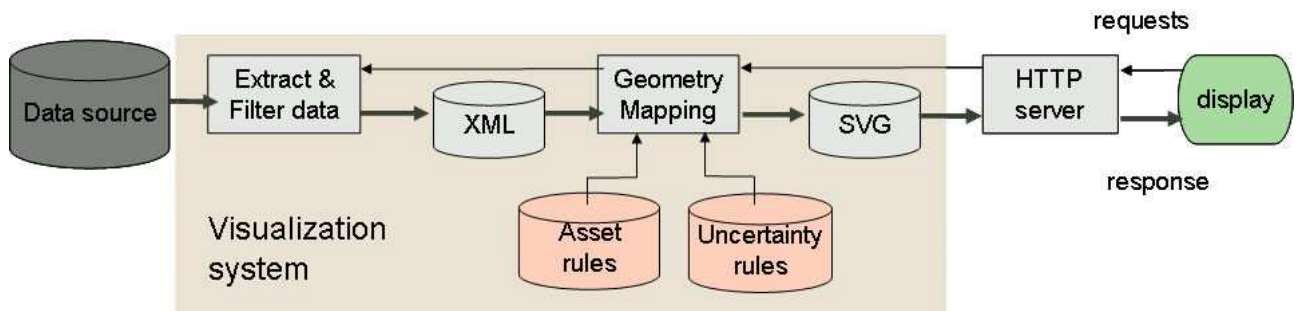 requests
Data source
Extract &
Filter data
XML
Geometry
Mapping
SVG
HTTP
server
display
response
Visualization
system
Asset
rules
Uncertainty
rules